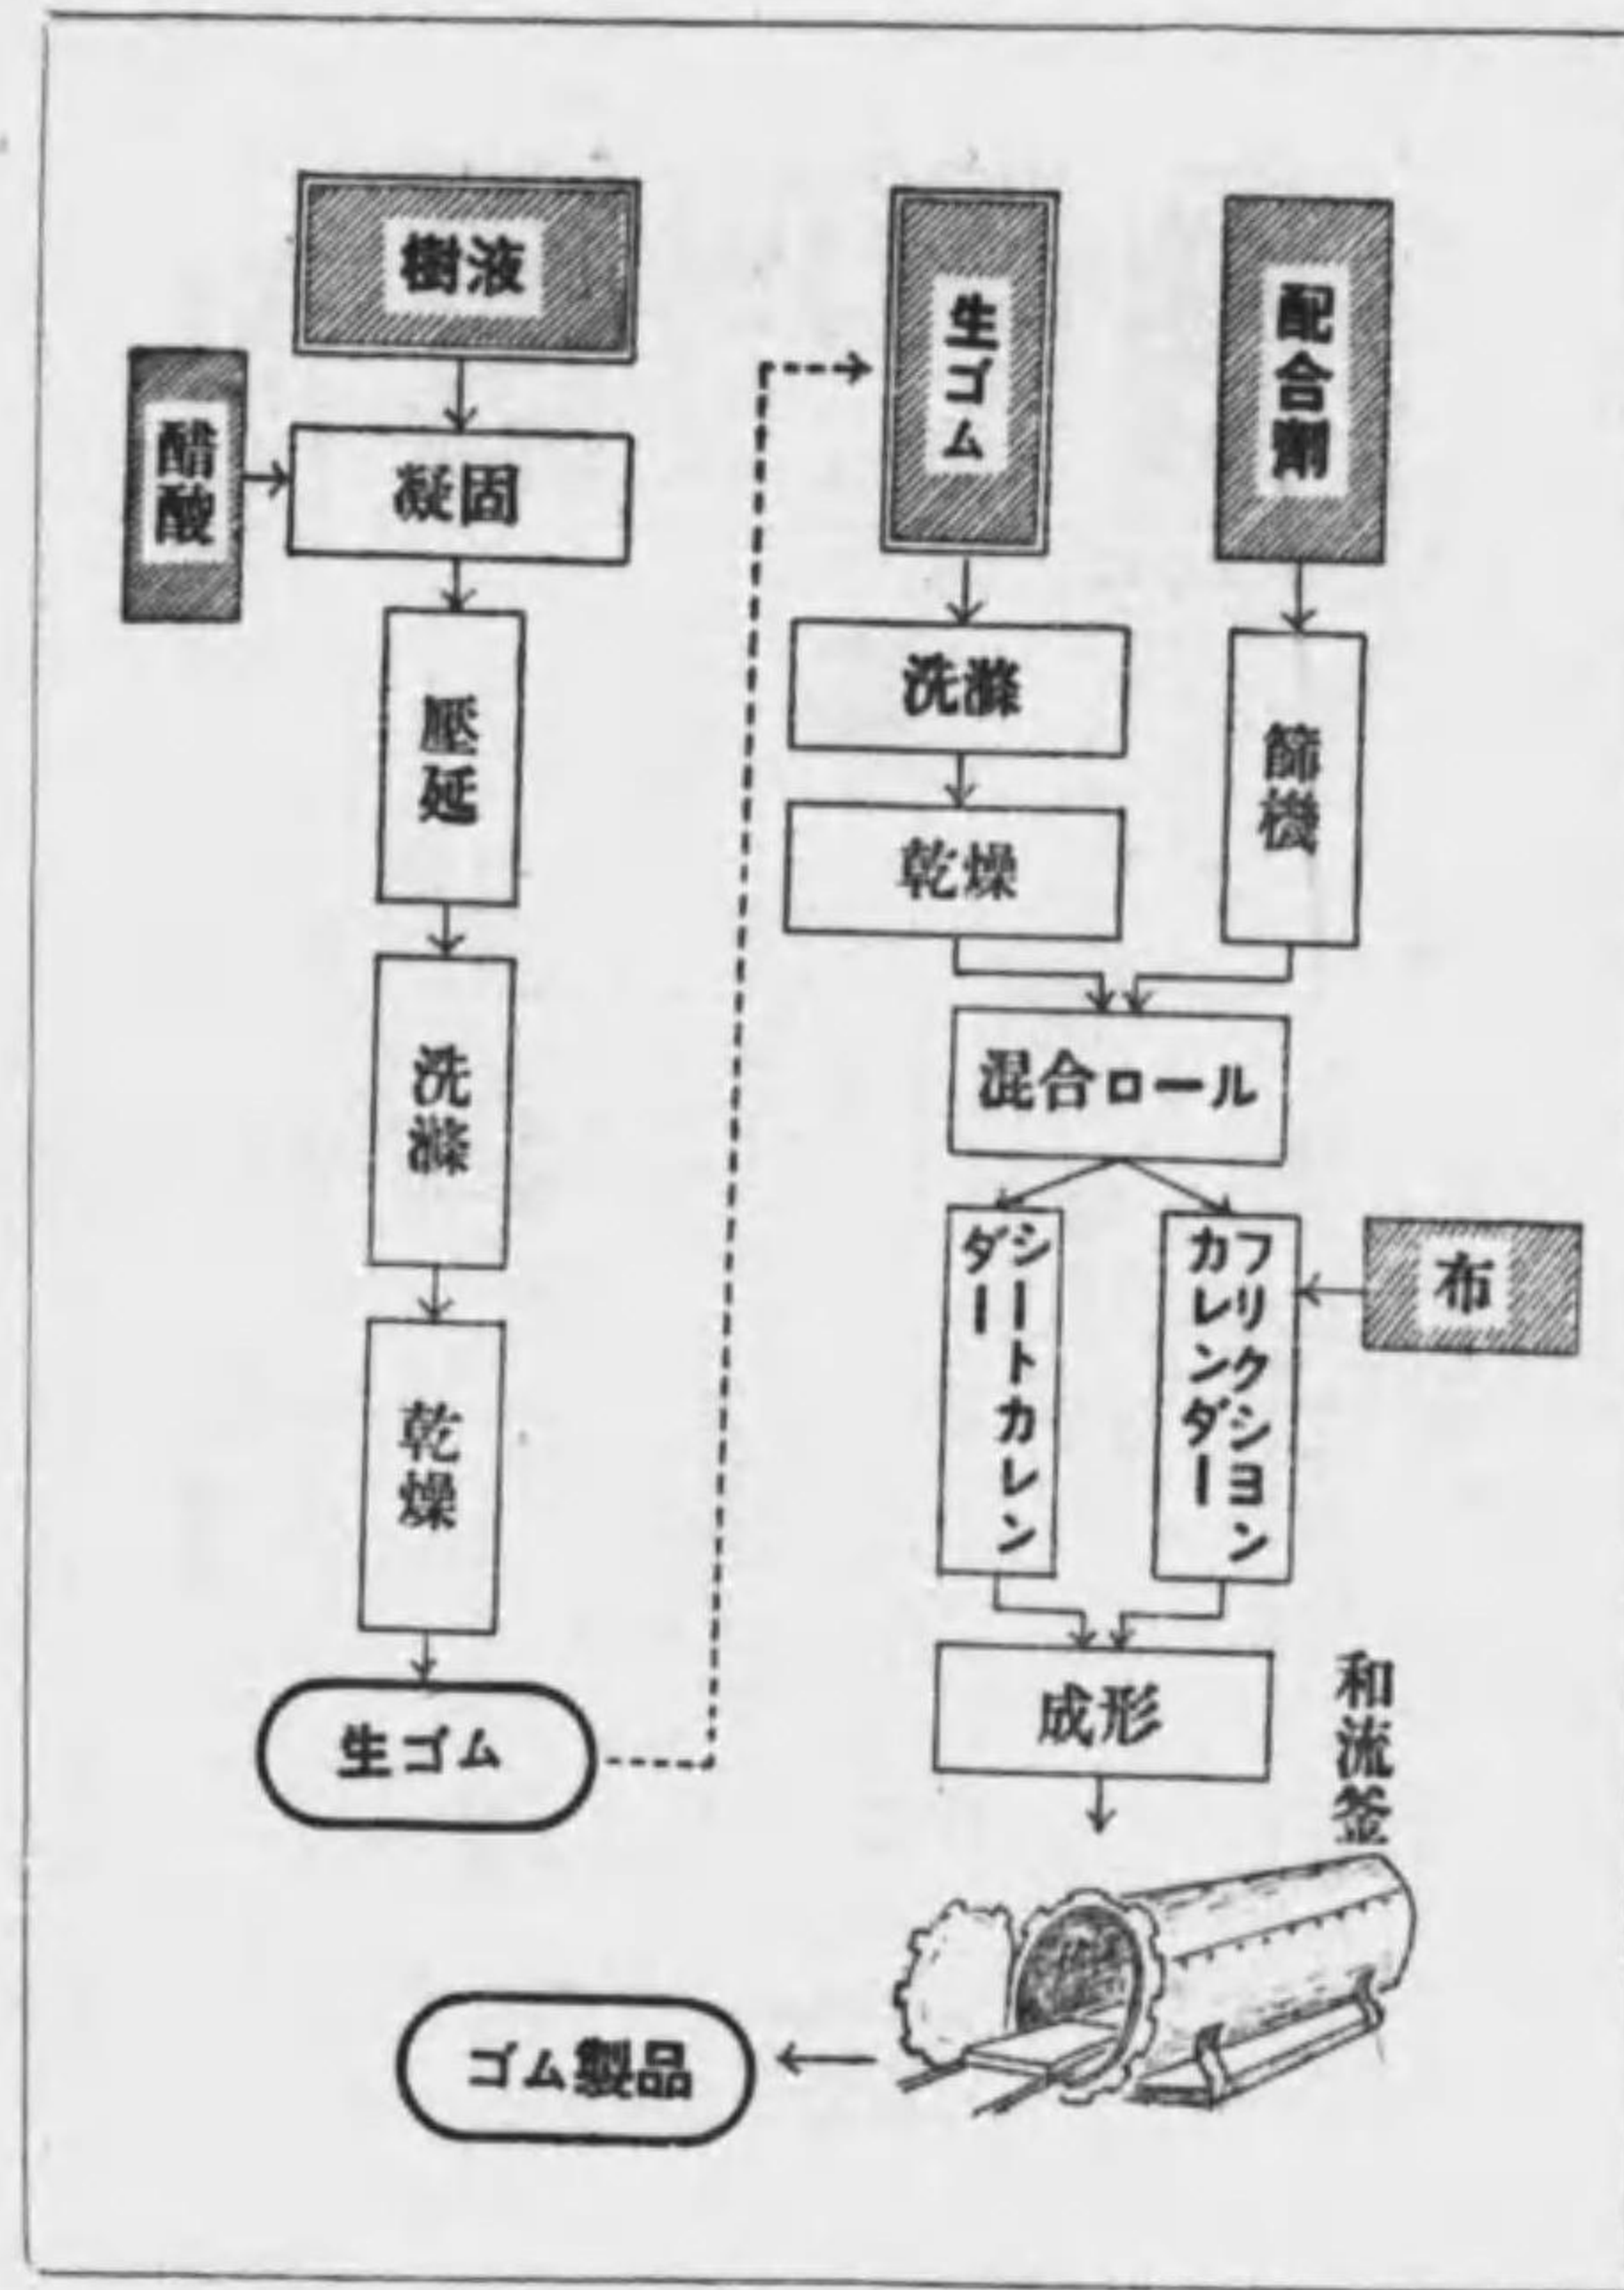 樹液
醋酸
凝固
壓延
洗滌
乾燥
生ゴム
生ゴム
配合劑
洗滌
乾燥
篩機
混合ロール
シートカレン
ダー
フリクシヨン
カレンダー
布
成形
和流釜
ゴム製品